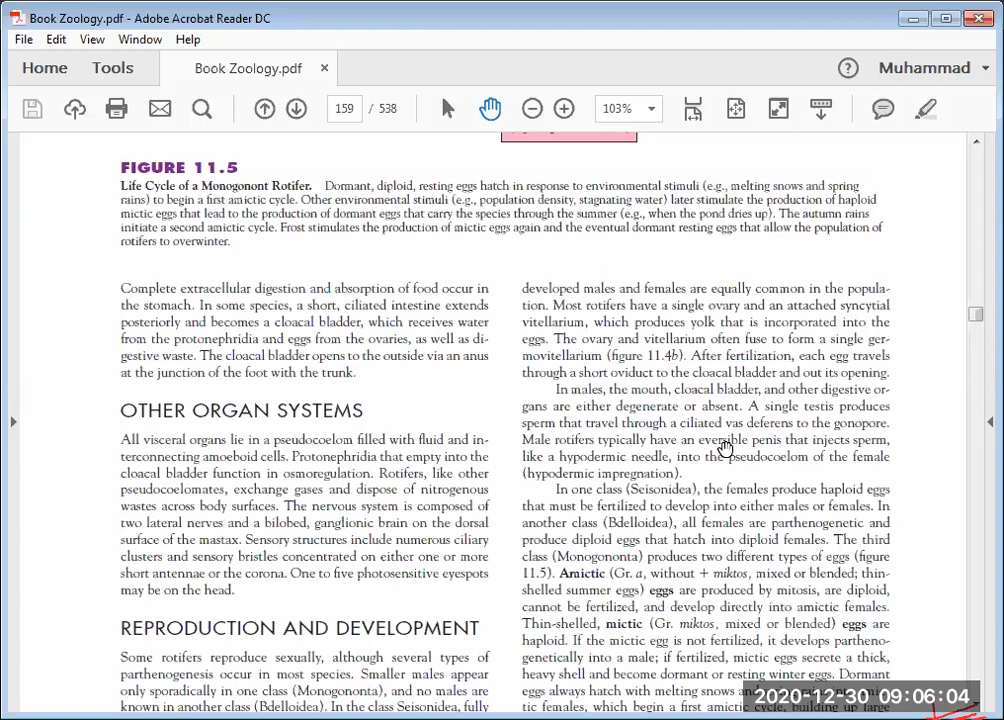 Book Zoology.pdf - Adobe Acrobat Reader DC
File Edit View Window Help
Home Tools Book Zoology.pdf × Muhammad
159 / 538 103%
FIGURE 11.5
Life Cycle of a Monogonont Rotifer. Dormant, diploid, resting eggs hatch in response to environmental stimuli (e.g., melting snows and spring
rains) to begin a first amictic cycle. Other environmental stimuli (e.g., population density, stagnating water) later stimulate the production of haploid
mictic eggs that lead to the production of dormant eggs that carry the species through the summer (e.g., when the pond dries up). The autumn rains
initiate a second amictic cycle. Frost stimulates the production of mictic eggs again and the eventual dormant resting eggs that allow the population of
rotifers to overwinter.
Complete extracellular digestion and absorption of food occur in
the stomach. In some species, a short, ciliated intestine extends
posteriorly and becomes a cloacal bladder, which receives water
from the protonephridia and eggs from the ovaries, as well as di-
gestive waste. The cloacal bladder opens to the outside via an anus
at the junction of the foot with the trunk.
OTHER ORGAN SYSTEMS
All visceral organs lie in a pseudocoelom filled with fluid and in-
terconnecting amoeboid cells. Protonephridia that empty into the
cloacal bladder function in osmoregulation. Rotifers, like other
pseudocoelomates, exchange gases and dispose of nitrogenous
wastes across body surfaces. The nervous system is composed of
two lateral nerves and a bilobed, ganglionic brain on the dorsal
surface of the mastax. Sensory structures include numerous ciliary
clusters and sensory bristles concentrated on either one or more
short antennae or the corona. One to five photosensitive eyespots
may be on the head.
REPRODUCTION AND DEVELOPMENT
Some rotifers reproduce sexually, although several types of
parthenogenesis occur in most species. Smaller males appear
only sporadically in one class (Monogononta), and no males are
known in another class (Bdelloidea). In the class Seisonidea, fully
developed males and females are equally common in the popula-
tion. Most rotifers have a single ovary and an attached syncytial
vitellarium, which produces yolk that is incorporated into the
eggs. The ovary and vitellarium often fuse to form a single ger-
movitellarium (figure 11.4b). After fertilization, each egg travels
through a short oviduct to the cloacal bladder and out its opening.
In males, the mouth, cloacal bladder, and other digestive or-
gans are either degenerate or absent. A single testis produces
sperm that travel through a ciliated vas deferens to the gonopore.
Male rotifers typically have an eversible penis that injects sperm,
like a hypodermic needle, into the pseudocoelom of the female
(hypodermic impregnation).
In one class (Seisonidea), the females produce haploid eggs
that must be fertilized to develop into either males or females. In
another class (Bdelloidea), all females are parthenogenetic and
produce diploid eggs that hatch into diploid females. The third
class (Monogononta) produces two different types of eggs (figure
11.5). Amictic (Gr. a, without + miktos, mixed or blended; thin-
shelled summer eggs) eggs are produced by mitosis, are diploid,
cannot be fertilized, and develop directly into amictic females.
Thin-shelled, mictic (Gr. miktos, mixed or blended) eggs are
haploid. If the mictic egg is not fertilized, it develops partheno-
genetically into a male; if fertilized, mictic eggs secrete a thick,
heavy shell and become dormant or resting winter eggs. Dormant
eggs always hatch with melting snows and
tic females, which begin a first amictic cycle, building up large
2020-12-30 09:06:04